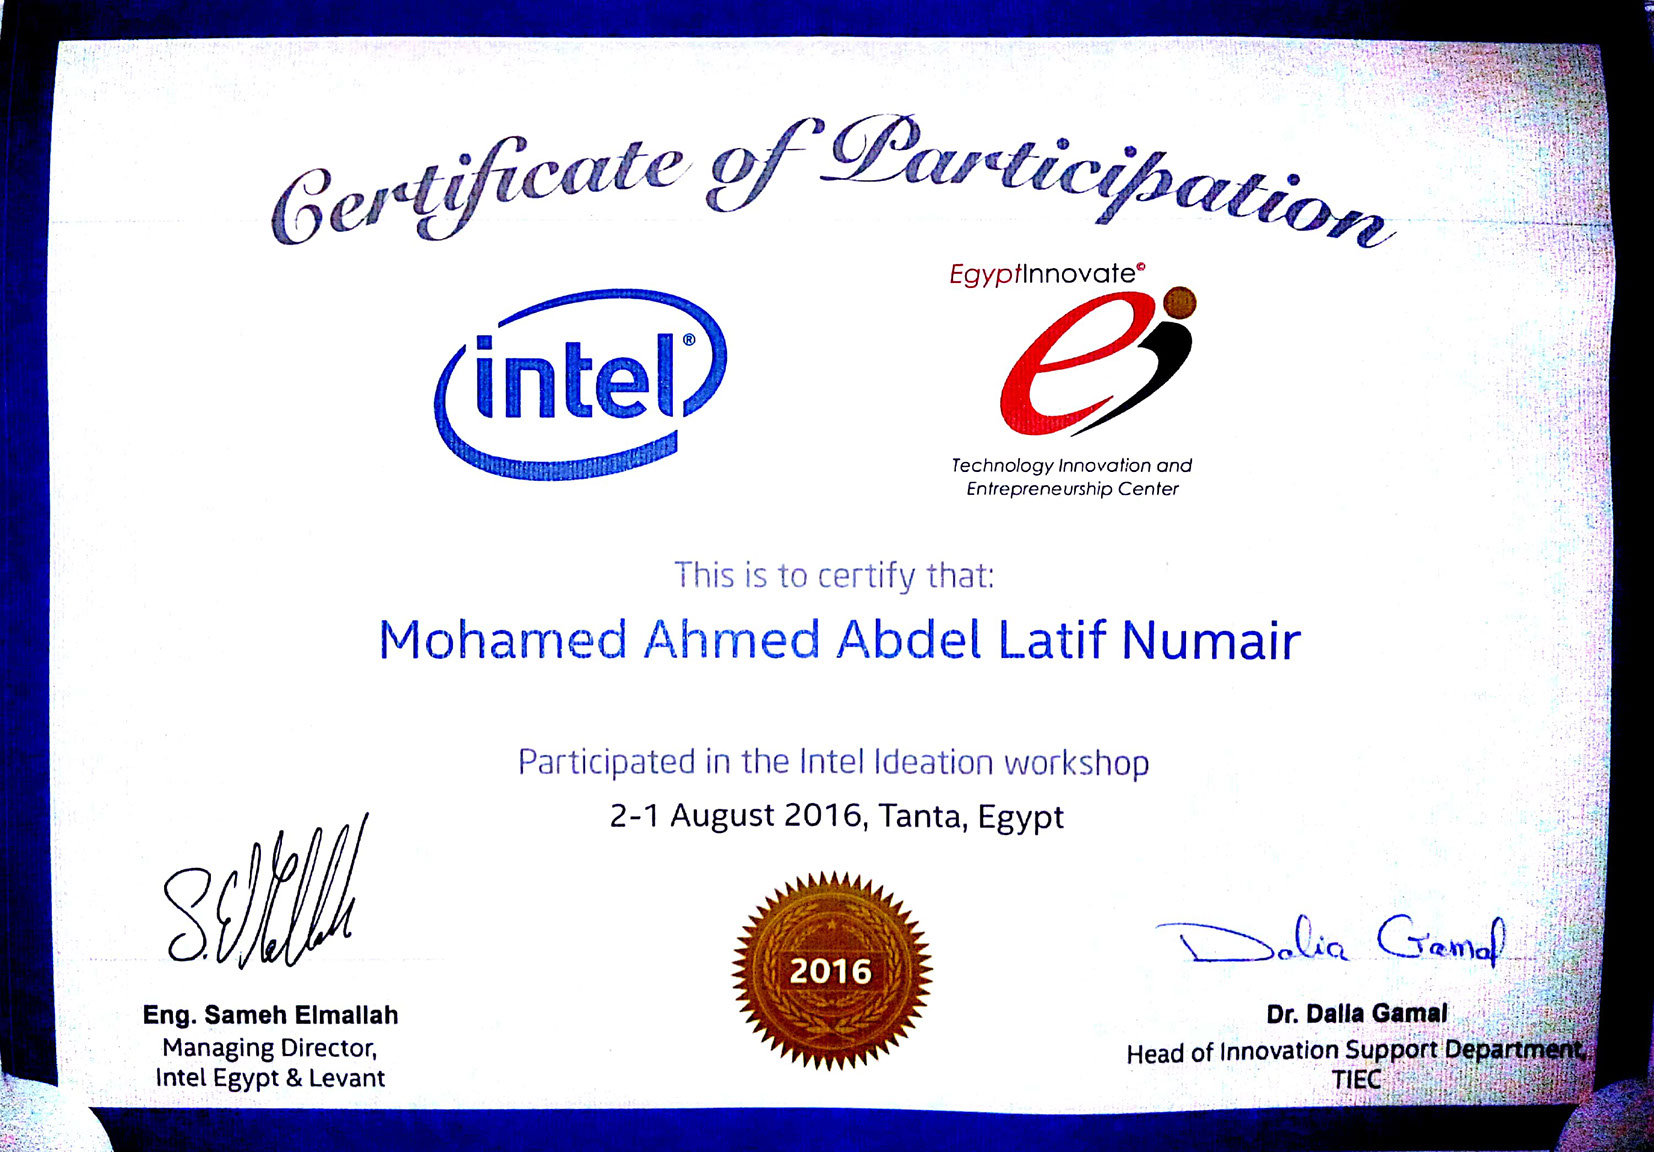 Certificate of Participation
intel®
EgyptInnovate©
ei
Technology Innovation and
Entrepreneurship Center
This is to certify that:
Mohamed Ahmed Abdel Latif Numair
Participated in the Intel Ideation workshop
2-1 August 2016, Tanta, Egypt
2016
S. Elmallah
Eng. Sameh Elmallah
Managing Director,
Intel Egypt & Levant
Dalia Gamal
Dr. Dalia Gamal
Head of Innovation Support Department,
TIEC